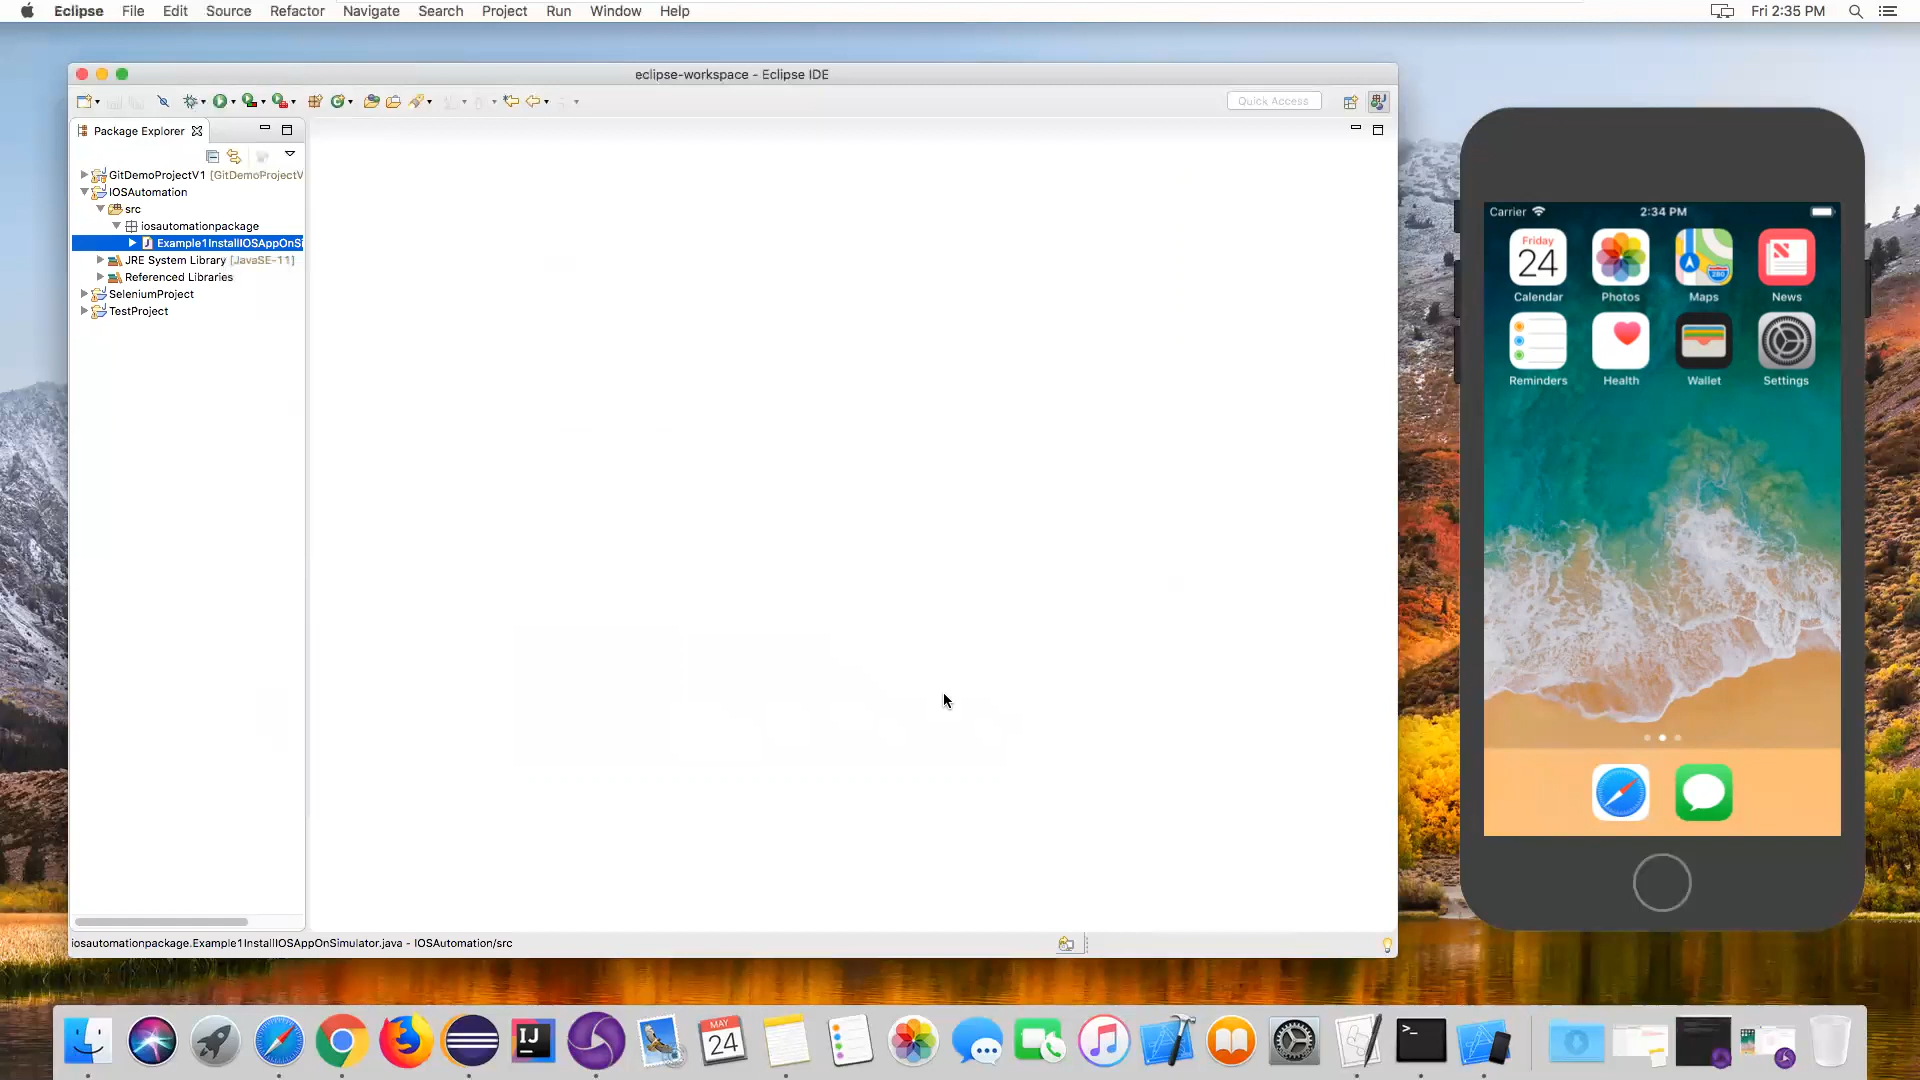 Eclipse File Edit Source Refactor Navigate Search Project Run Window Help Fri 2:35 PM
eclipse-workspace - Eclipse IDE
Quick Access
Package Explorer
GitDemoProjectV1 [GitDemoProjectV
IOSAutomation
src
iosautomationpackage
Example1InstallIOSAppOnSi
JRE System Library [JavaSE-11]
Referenced Libraries
SeleniumProject
TestProject
iosautomationpackage.Example1InstallIOSAppOnSimulator.java - IOSAutomation/src
Carrier 2:34 PM
Friday
24
280
Calendar Photos Maps News
Reminders Health Wallet Settings
MAY
24
IJ
>_